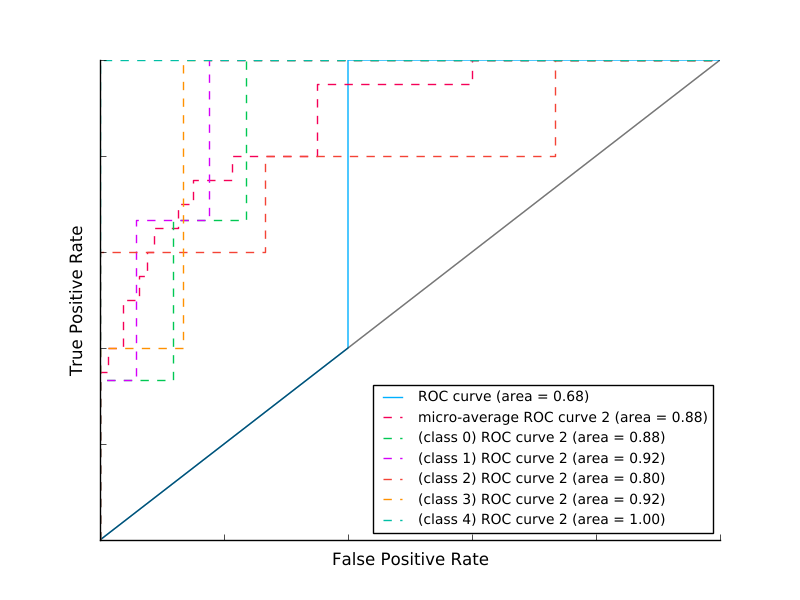 True Positive Rate
ROC curve (area = 0.68)
micro-average ROC curve 2 (area = 0.88)
(class 0) ROC curve 2 (area = 0.88)
(class 1) ROC curve 2 (area = 0.92)
(class 2) ROC curve 2 (area = 0.80)
(class 3) ROC curve 2 (area = 0.92)
(class 4) ROC curve 2 (area = 1.00)
False Positive Rate